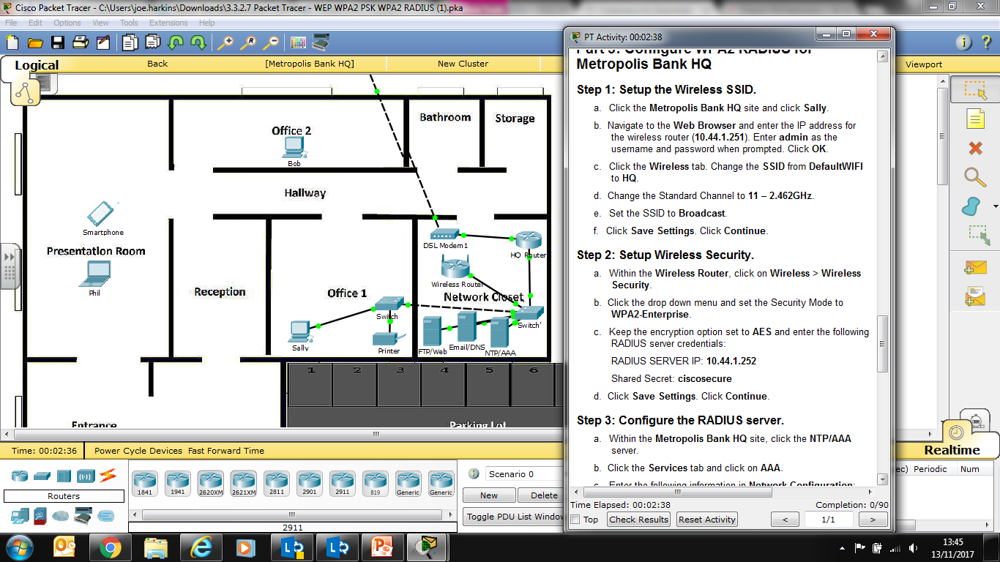 Cisco Packet Tracer - C:\Users\joe.harkins\Downloads\3.3.2.7 Packet Tracer - WEP WPA2 PSK WPA2 RADIUS (1).pka
File Edit Options View Tools Extensions Help
Logical Back [Metropolis Bank HQ] New Cluster Viewport
Office 2
Bob
Bathroom
Storage
Hallway
Smartphone
Presentation Room
Phil
Reception
Office 1
DSL Modem1
HQ Router
Wireless Router
Network Closet
Switch
Switch'
Sally
Printer
FTP/Web
Email/DNS
NTP/AAA
1 2 3 4 5 6
Entrance
Parking Lot
Time: 00:02:36 Power Cycle Devices Fast Forward Time
Realtime
Routers
1841 1941 2620XM 2621XM 2811 2901 2911 819 Generic Generic
2911
Scenario 0
New Delete
Toggle PDU List Window
Periodic Num
PT Activity: 00:02:38
Part 3: Configure WPA2 RADIUS for
Metropolis Bank HQ
Step 1: Setup the Wireless SSID.
a. Click the Metropolis Bank HQ site and click Sally.
b. Navigate to the Web Browser and enter the IP address for
the wireless router (10.44.1.251). Enter admin as the
username and password when prompted. Click OK.
c. Click the Wireless tab. Change the SSID from DefaultWIFI
to HQ.
d. Change the Standard Channel to 11 – 2.462GHz.
e. Set the SSID to Broadcast.
f. Click Save Settings. Click Continue.
Step 2: Setup Wireless Security.
a. Within the Wireless Router, click on Wireless > Wireless
Security.
b. Click the drop down menu and set the Security Mode to
WPA2-Enterprise.
c. Keep the encryption option set to AES and enter the following
RADIUS server credentials:
RADIUS SERVER IP: 10.44.1.252
Shared Secret: ciscosecure
d. Click Save Settings. Click Continue.
Step 3: Configure the RADIUS server.
a. Within the Metropolis Bank HQ site, click the NTP/AAA
server.
b. Click the Services tab and click on AAA.
c. Enter the following information in Network Configuration:
Time Elapsed: 00:02:38 Completion: 0/90
Top Check Results Reset Activity < 1/1 >
13:45
13/11/2017